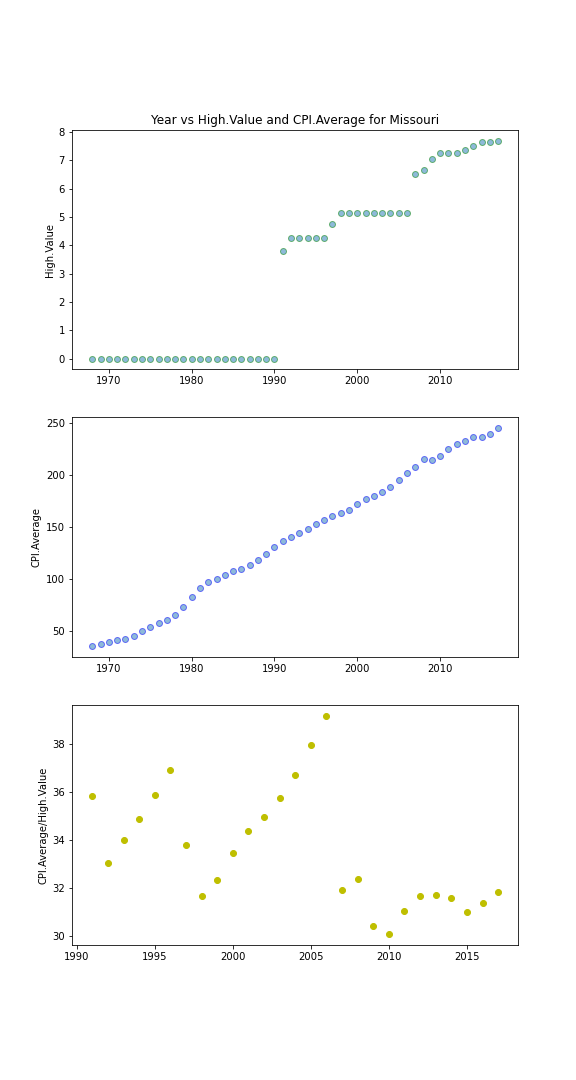 Year vs High.Value and CPI.Average for Missouri
High.Value
8
7
6
5
4
3
2
1
0
1970 1980 1990 2000 2010
CPI.Average
250
200
150
100
50
1970 1980 1990 2000 2010
CPI.Average/High.Value
38
36
34
32
30
1990 1995 2000 2005 2010 2015